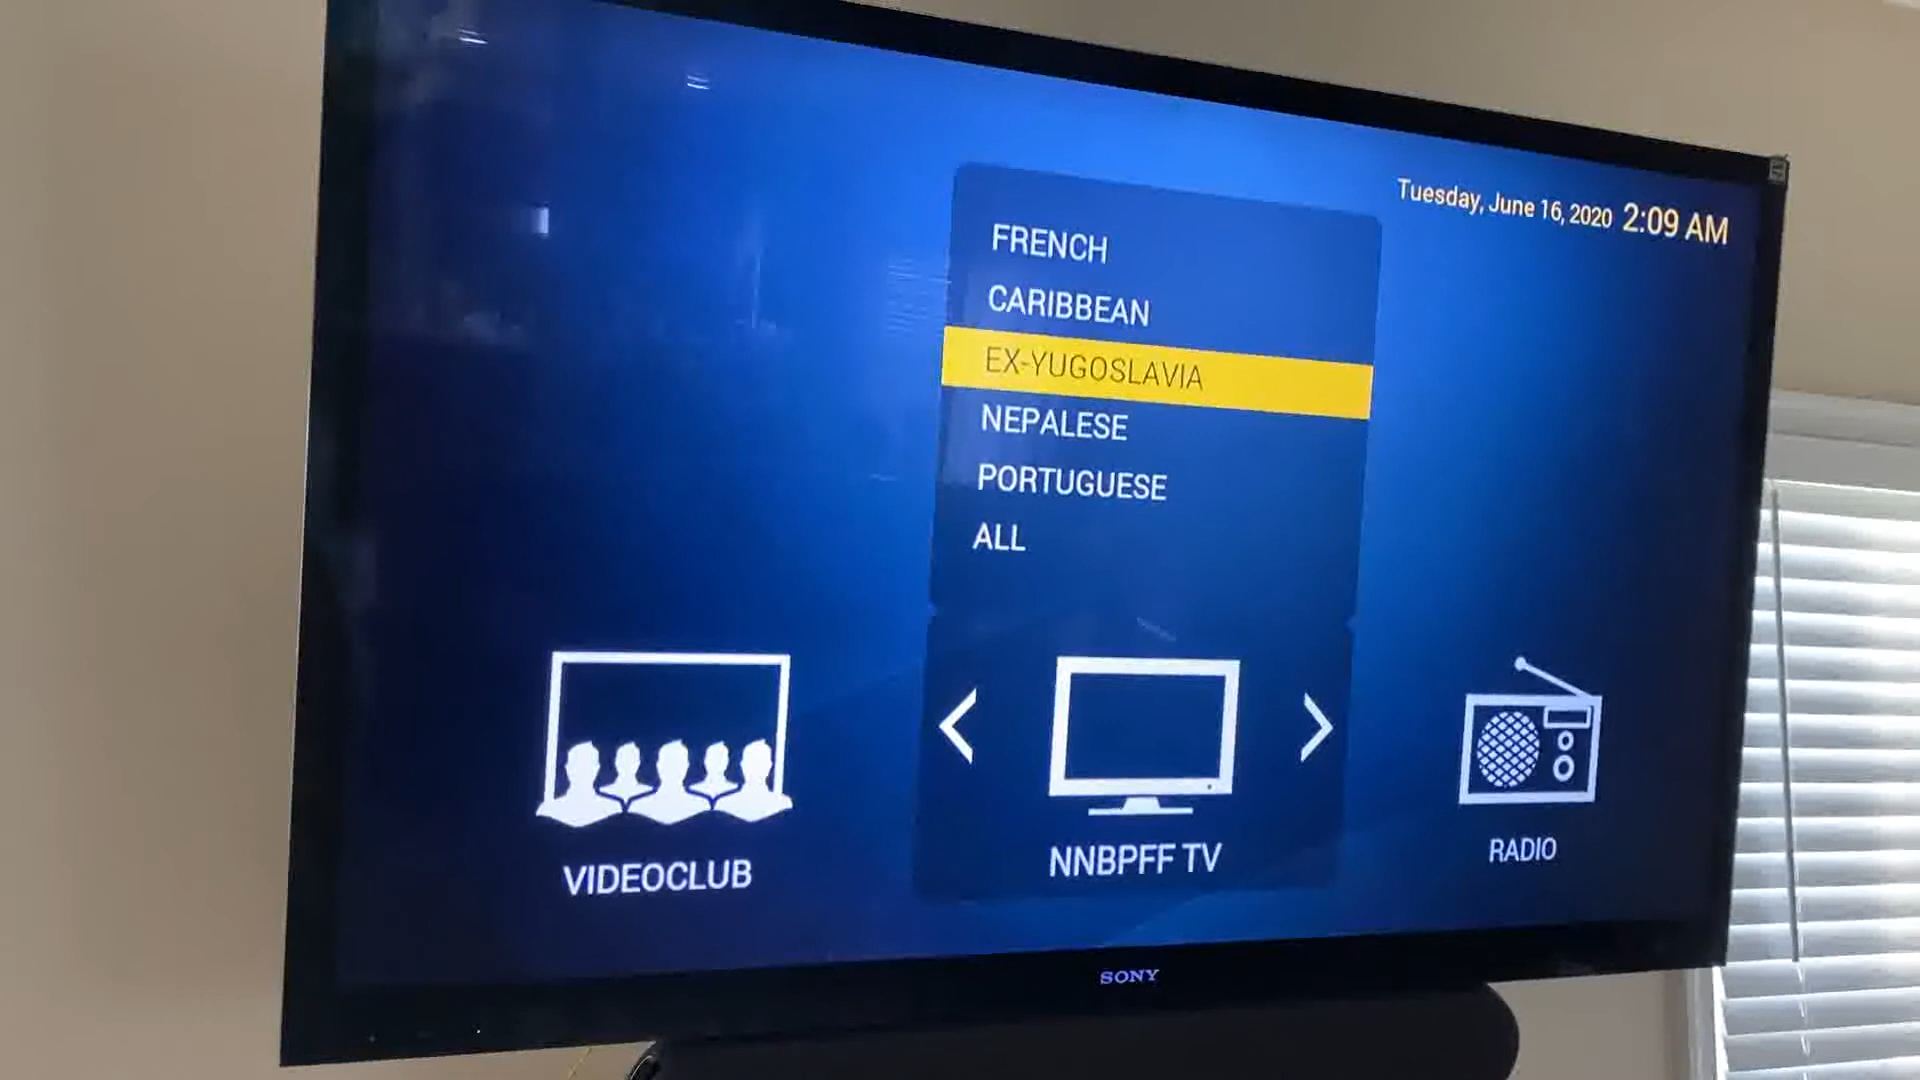 Tuesday, June 16, 2020 2:09 AM
FRENCH
CARIBBEAN
EX-YUGOSLAVIA
NEPALESE
PORTUGUESE
ALL
VIDEOCLUB
NNBPFF TV
RADIO
SONY